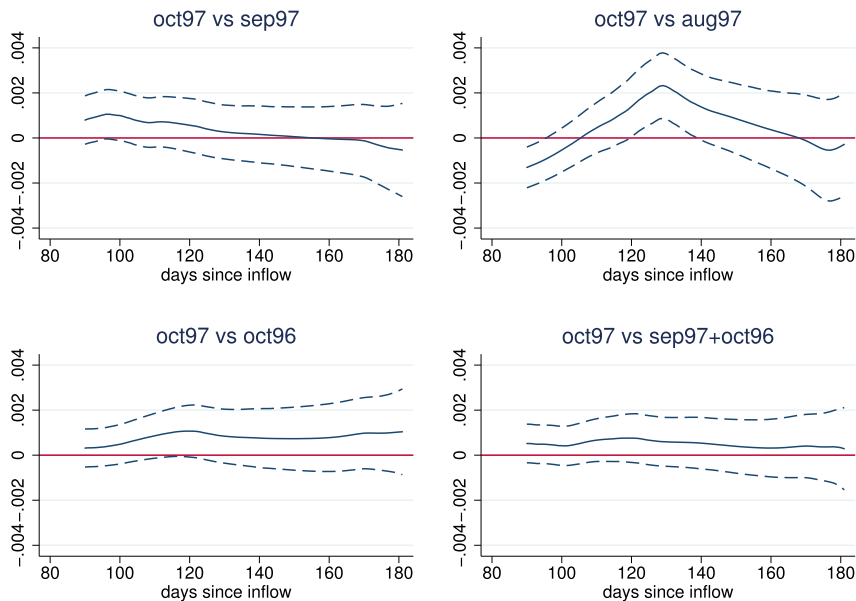 oct97 vs sep97
.004
.002
0
-.002
-.004
80 100 120 140 160 180
days since inflow
oct97 vs aug97
.004
.002
0
-.002
-.004
80 100 120 140 160 180
days since inflow
oct97 vs oct96
.004
.002
0
-.002
-.004
80 100 120 140 160 180
days since inflow
oct97 vs sep97+oct96
.004
.002
0
-.002
-.004
80 100 120 140 160 180
days since inflow